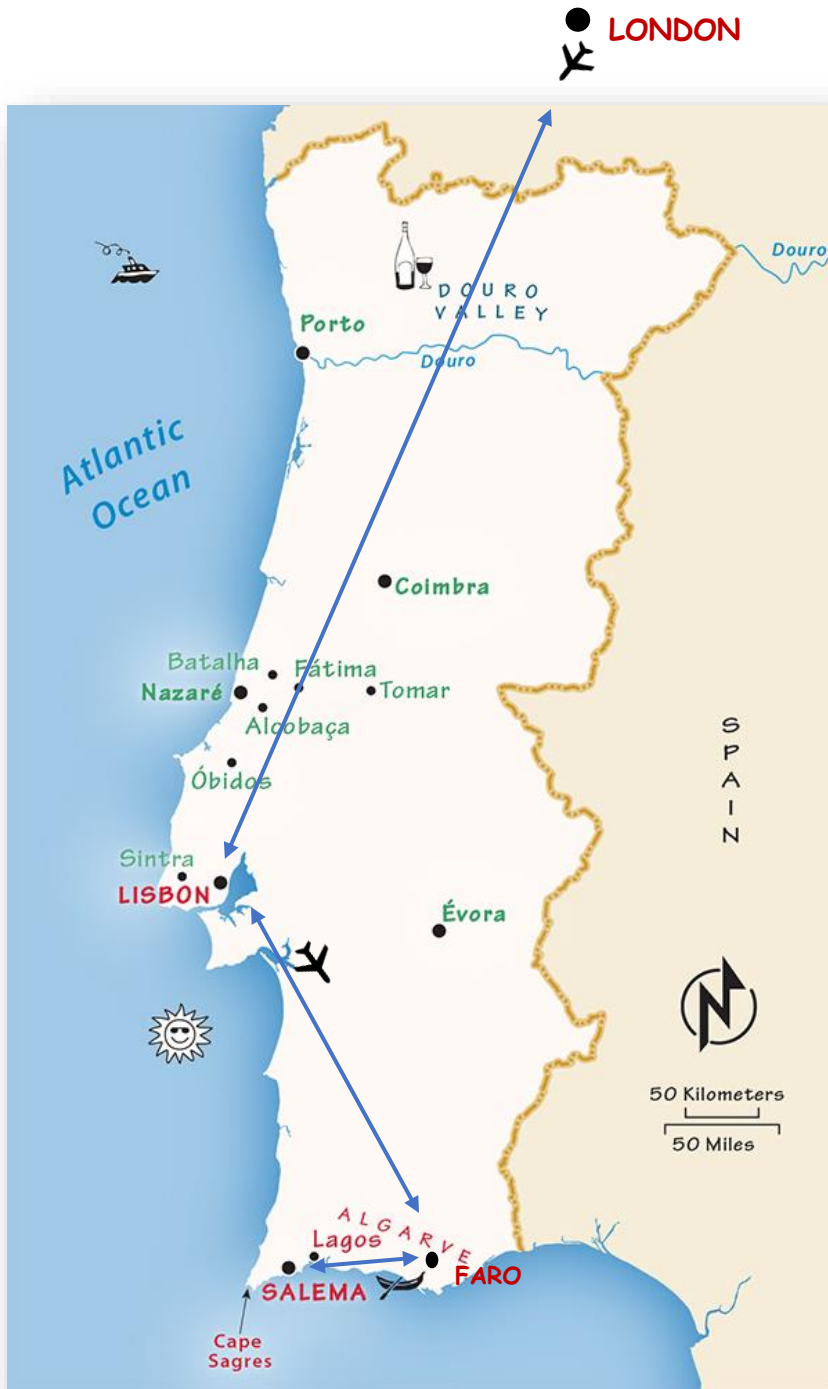 LONDON
Douro
DOURO
VALLEY
Porto
Douro
Atlantic
Ocean
Coimbra
Batalha
Fátima
Nazaré
Tomar
Alcobaça
Óbidos
SPAIN
Sintra
LISBON
Évora
N
50 Kilometers
50 Miles
ALGARVE
Lagos
FARO
SALEMA
Cape
Sagres